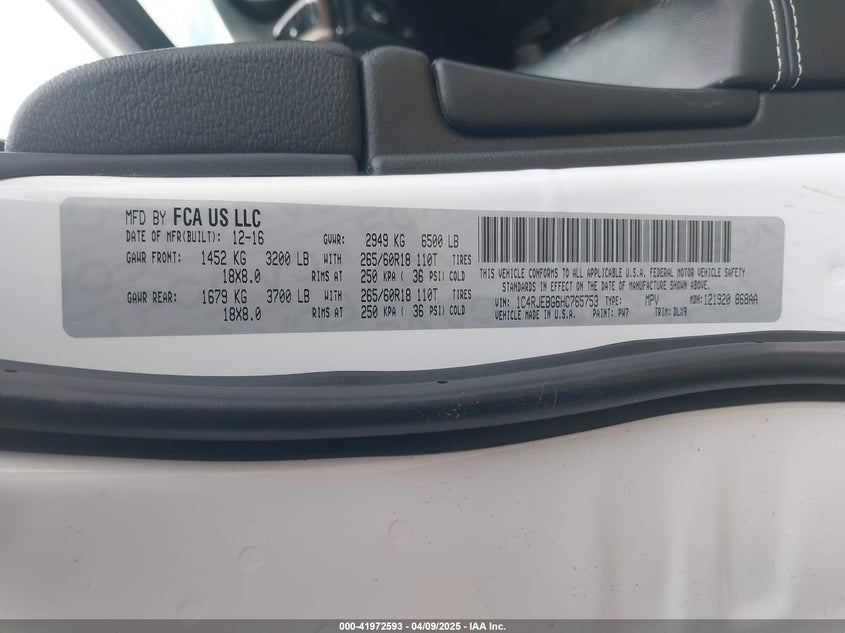 MFD BY FCA US LLC
DATE OF MFR(BUILT): 12-16 GVWR: 2949 KG 6500 LB
GAWR FRONT: 1452 KG 3200 LB WITH 265/60R18 110T TIRES
18X8.0 RIMS AT 250 KPA ( 36 PSI) COLD
GAWR REAR: 1679 KG 3700 LB WITH 265/60R18 110T TIRES
18X8.0 RIMS AT 250 KPA ( 36 PSI) COLD
THIS VEHICLE CONFORMS TO ALL APPLICABLE U.S.A. FEDERAL MOTOR VEHICLE SAFETY
STANDARDS IN EFFECT ON THE DATE OF MANUFACTURE SHOWN ABOVE.
VIN: 1C4RJEBG6HC765753 TYPE: MPV MDH: 121920 868AA
VEHICLE MADE IN U.S.A. PAINT: PW7 TRIM: DLX9
000-41972593 / 04/09/2025 - IAA Inc.